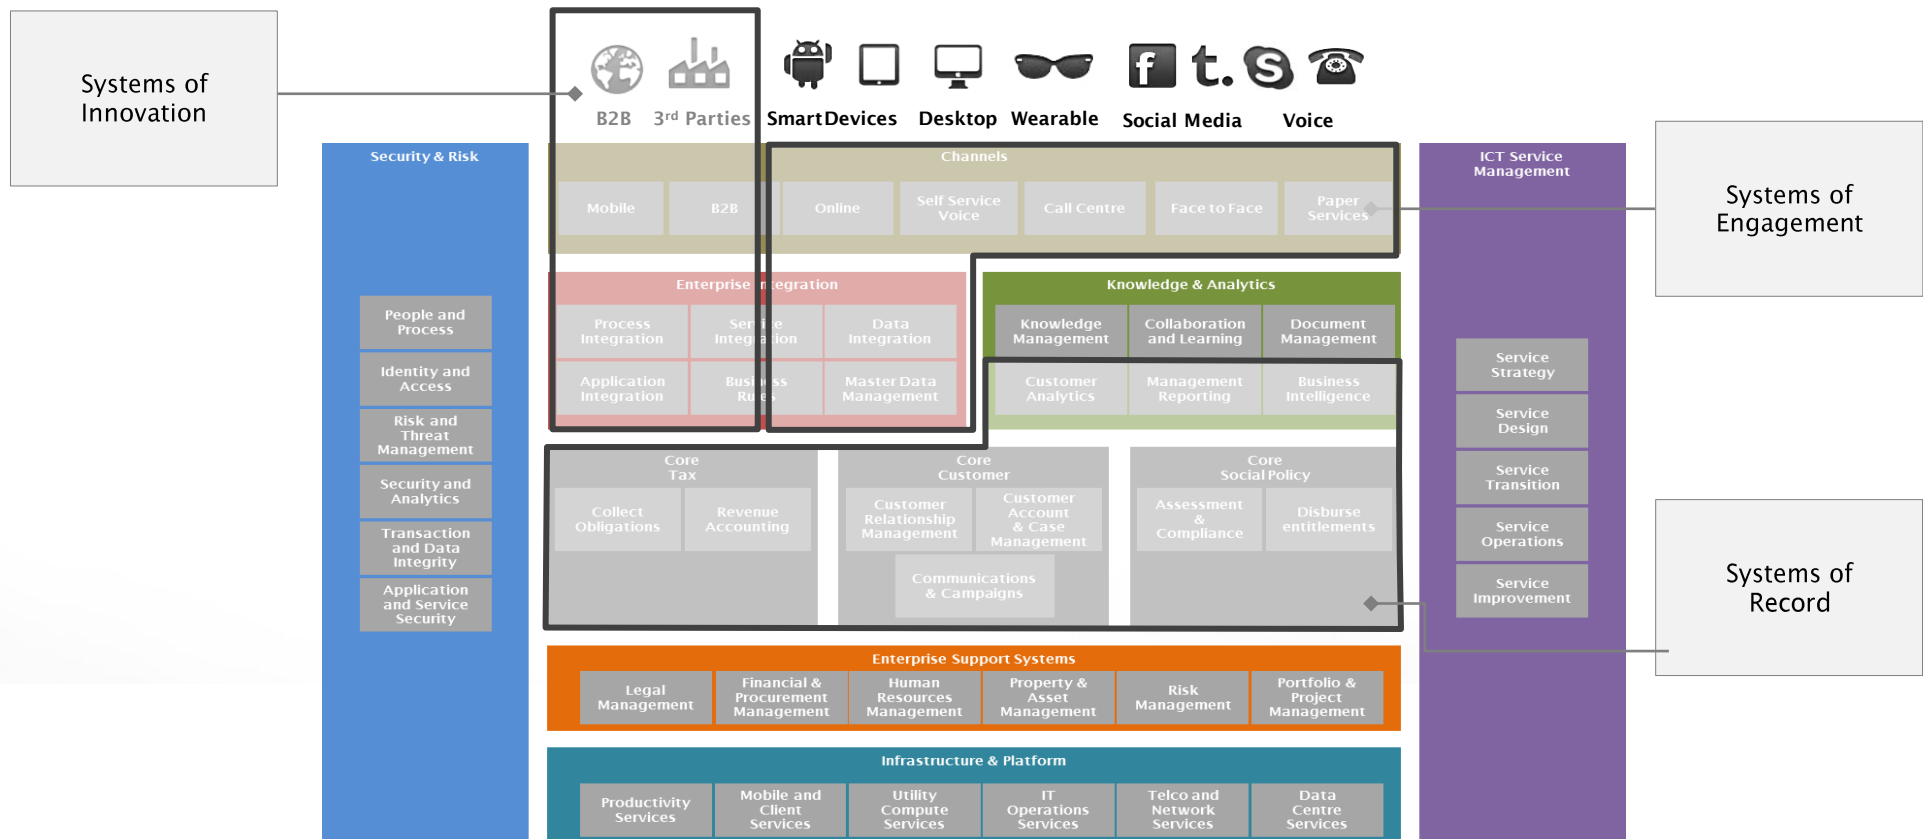 Systems of
Innovation
B2B
3rd Parties
SmartDevices
Desktop
Wearable
Social Media
Voice
f
t.
S
Systems of
Engagement
Systems of
Record
Security & Risk
People and
Process
Identity and
Access
Risk and
Threat
Management
Security and
Analytics
Transaction
and Data
Integrity
Application
and Service
Security
Channels
Mobile
B2B
Online
Self Service
Voice
Call Centre
Face to Face
Paper
Services
Enterprise Integration
Process
Integration
Service
Integration
Data
Integration
Application
Integration
Business
Rules
Master Data
Management
Knowledge & Analytics
Knowledge
Management
Collaboration
and Learning
Document
Management
Customer
Analytics
Management
Reporting
Business
Intelligence
Core
Tax
Collect
Obligations
Revenue
Accounting
Core
Customer
Customer
Relationship
Management
Customer
Account
& Case
Management
Communications
& Campaigns
Core
Social Policy
Assessment
&
Compliance
Disburse
entitlements
Enterprise Support Systems
Legal
Management
Financial &
Procurement
Management
Human
Resources
Management
Property &
Asset
Management
Risk
Management
Portfolio &
Project
Management
Infrastructure & Platform
Productivity
Services
Mobile and
Client
Services
Utility
Compute
Services
IT
Operations
Services
Telco and
Network
Services
Data
Centre
Services
ICT Service
Management
Service
Strategy
Service
Design
Service
Transition
Service
Operations
Service
Improvement